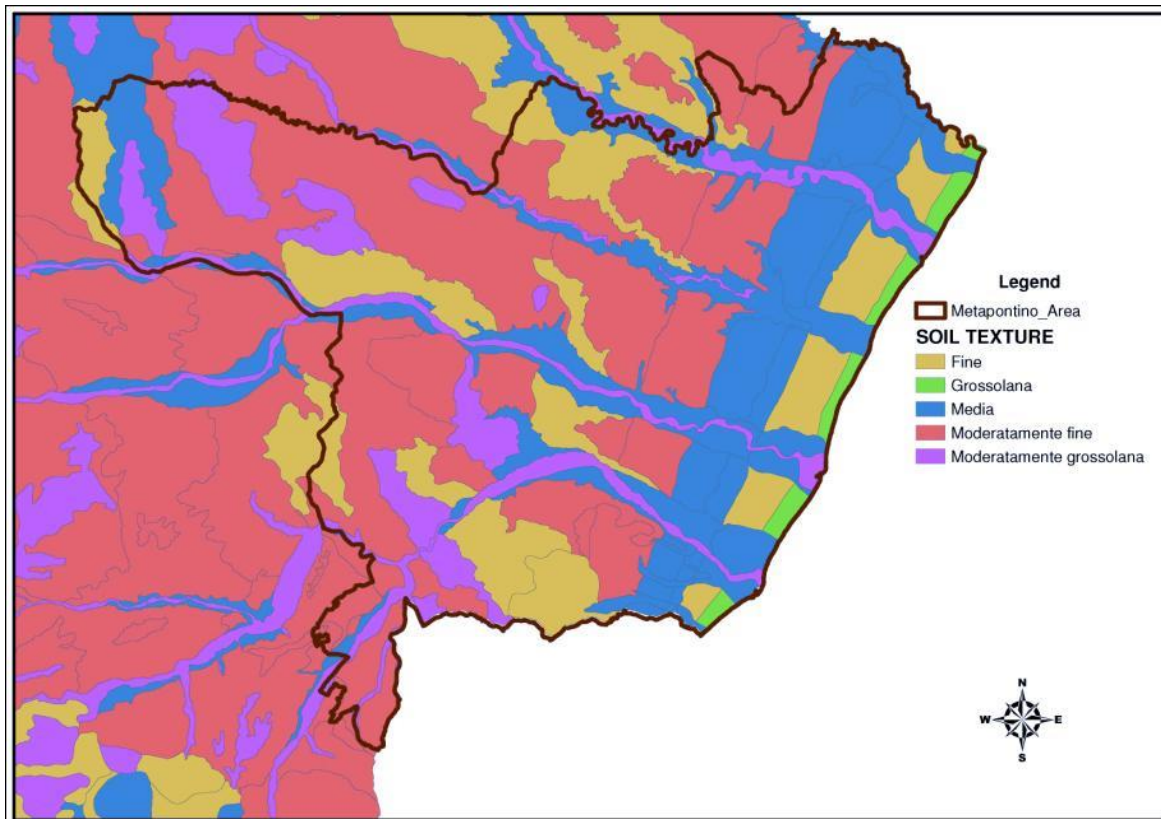 Legend
Metapontino_Area
SOIL TEXTURE
Fine
Grossolana
Media
Moderatamente fine
Moderatamente grossolana
N
W E
S